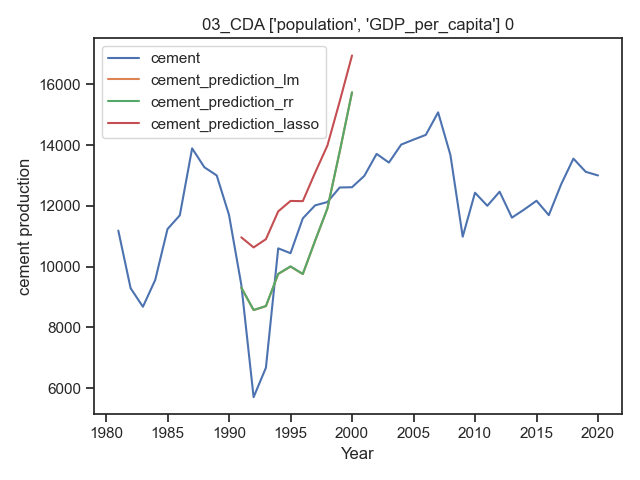 03_CDA ['population', 'GDP_per_capita'] 0
cement
cement_prediction_lm
cement_prediction_rr
cement_prediction_lasso
cement production
16000
14000
12000
10000
8000
6000
1980 1985 1990 1995 2000 2005 2010 2015 2020
Year